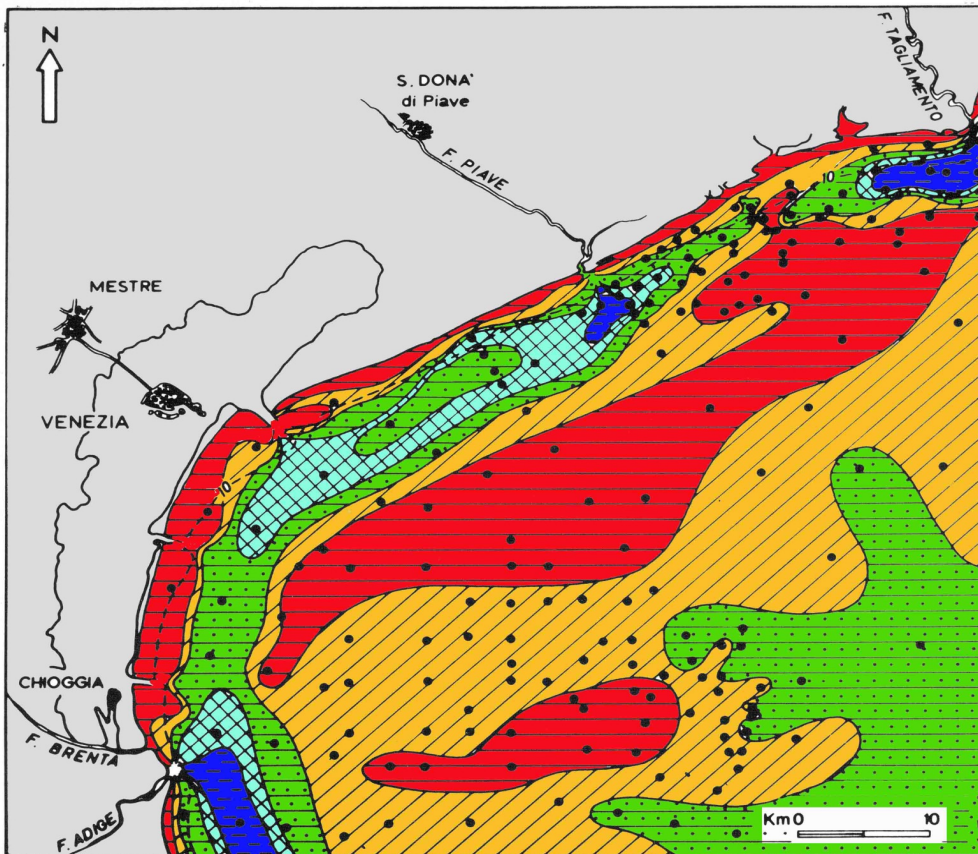 N
S. DONA'
di Piave
F. TAGLIAMENTO
F. PIAVE
10
MESTRE
VENEZIA
10
CHIOGGIA
F. BRENTA
F. ADIGE
Km 0 10